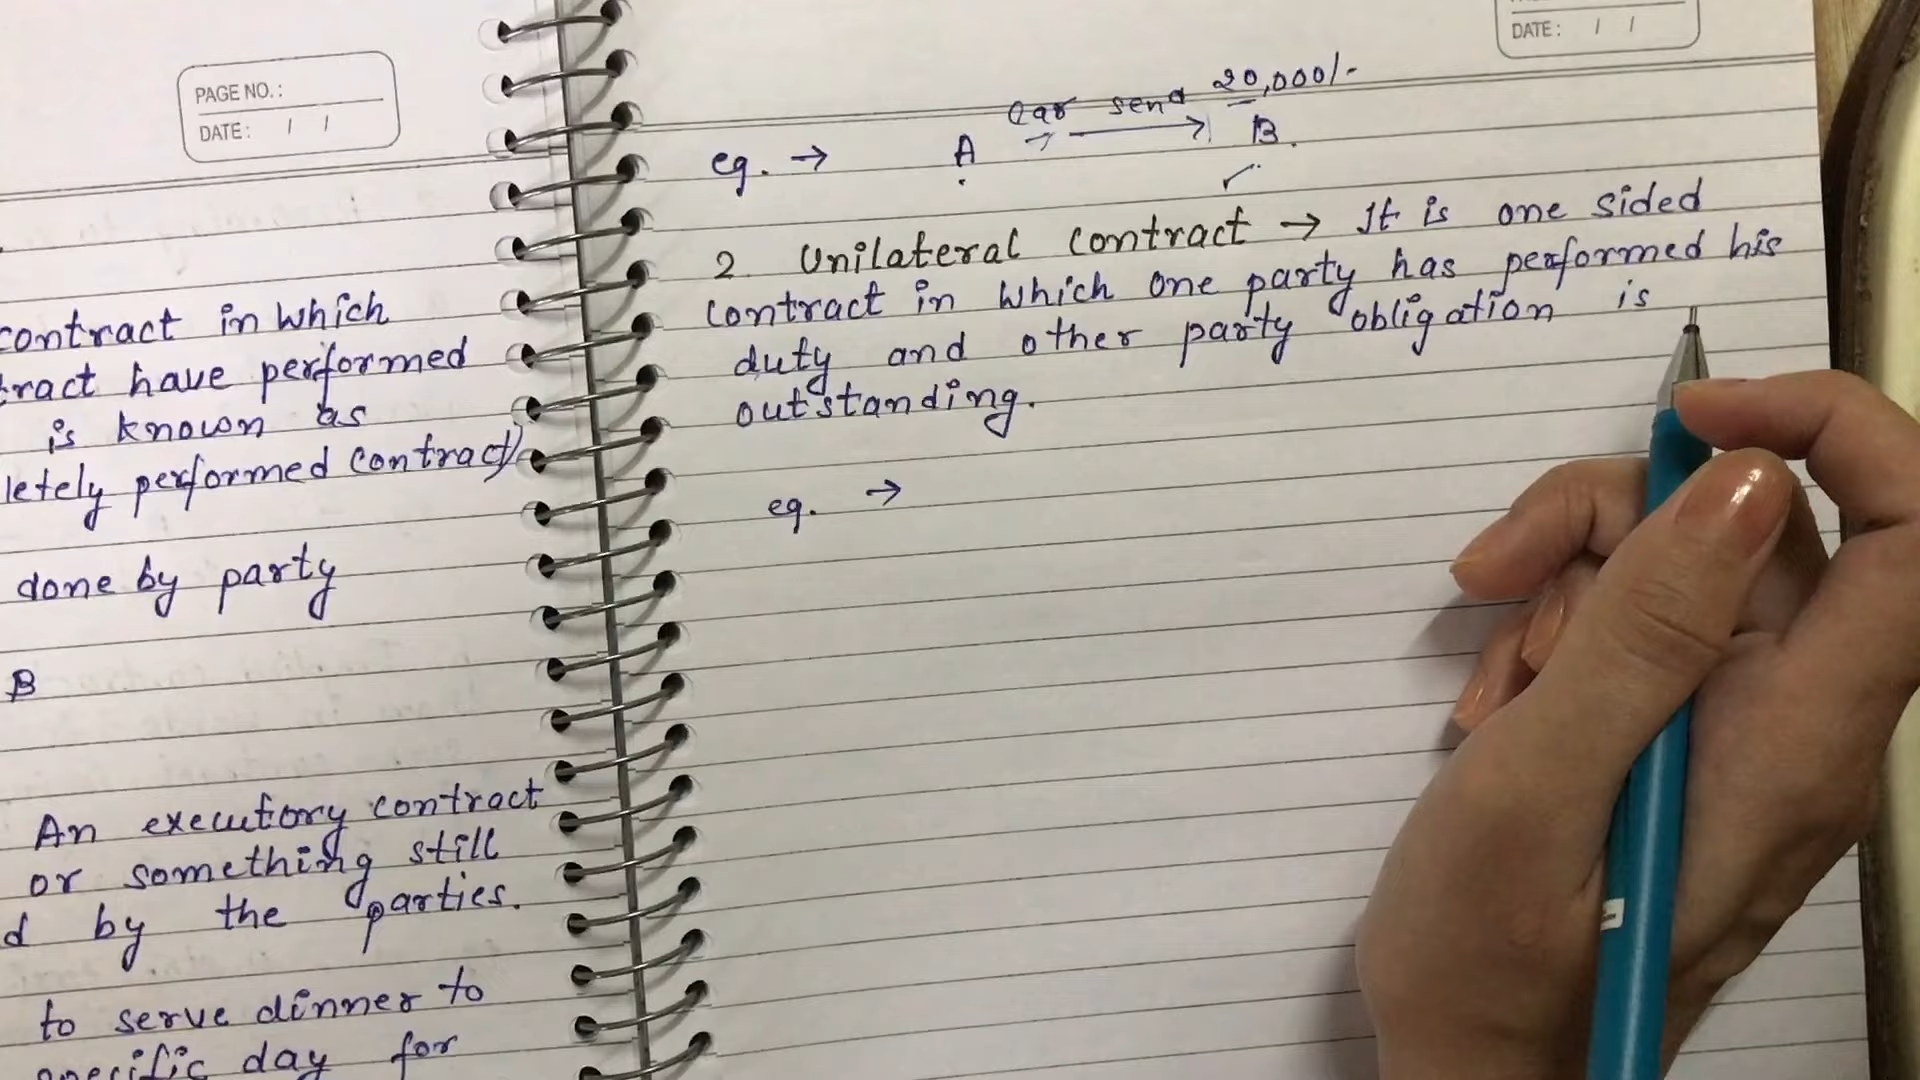 PAGE NO.:
DATE: / /
contract in which
tract have performed
is known as
letely performed contract)
done by party
B
An executory contract
or something still
d by the parties.
to serve dinner to
specific day for
DATE: / /
Car send 20,000/-
eg. → A → → B.
2. Unilateral contract → It is one sided
contract in which one party has performed his
duty and other party obligation is
outstanding.
eg. →